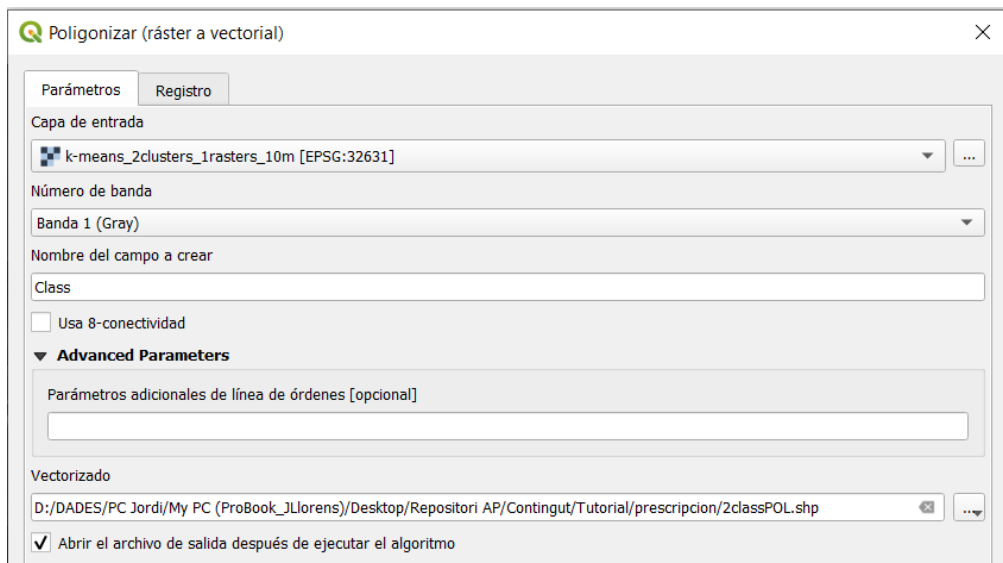 Poligonizar (ráster a vectorial)
Parámetros
Registro
Capa de entrada
k-means_2clusters_1rasters_10m [EPSG:32631]
...
Número de banda
Banda 1 (Gray)
Nombre del campo a crear
Class
Usa 8-conectividad
Advanced Parameters
Parámetros adicionales de línea de órdenes [opcional]
Vectorizado
D:/DADES/PC Jordi/My PC (ProBook_JLlorens)/Desktop/Repositori AP/Contingut/Tutorial/prescripcion/2classPOL.shp
...
Abrir el archivo de salida después de ejecutar el algoritmo